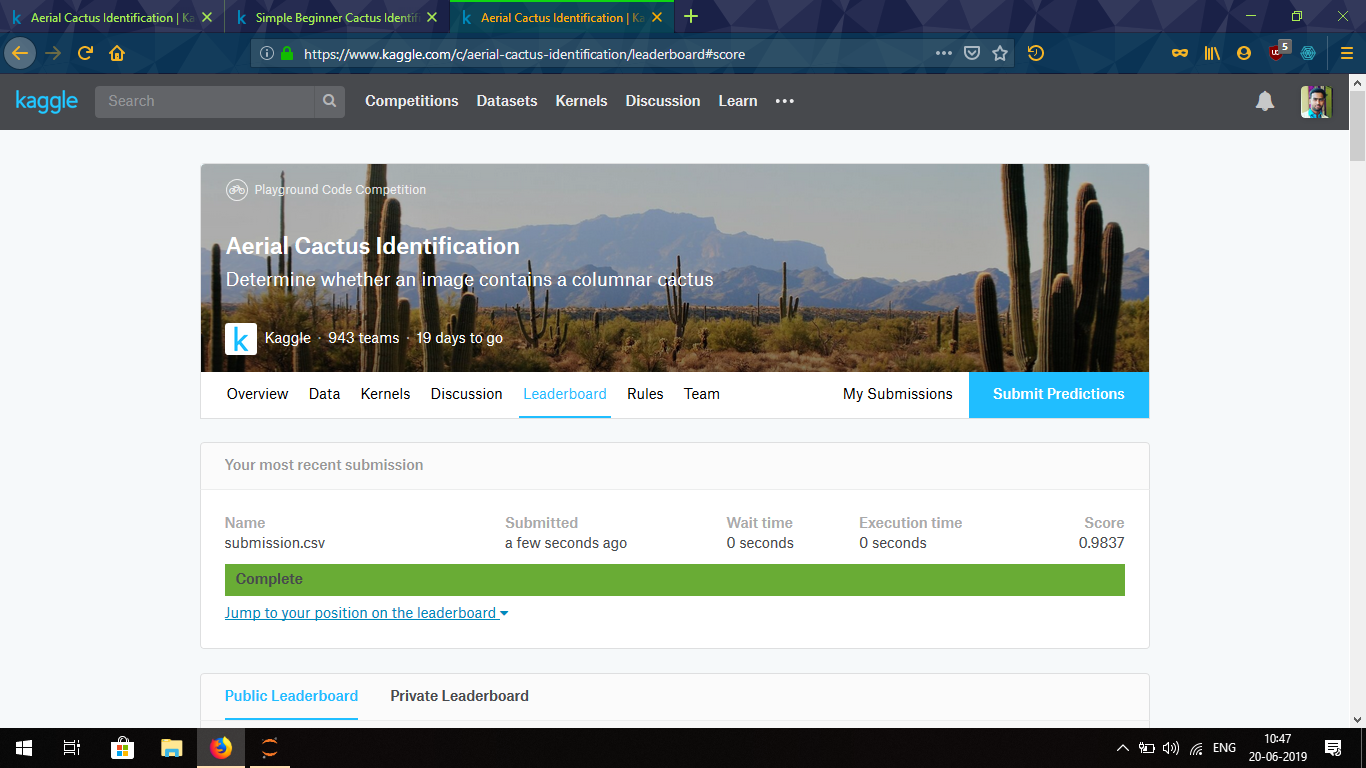 Aerial Cactus Identification | Ka
Simple Beginner Cactus Identif
Aerial Cactus Identification | Ka
https://www.kaggle.com/c/aerial-cactus-identification/leaderboard#score
5
kaggle
Search
Competitions Datasets Kernels Discussion Learn
Playground Code Competition
Aerial Cactus Identification
Determine whether an image contains a columnar cactus
k
Kaggle · 943 teams · 19 days to go
Overview Data Kernels Discussion Leaderboard Rules Team My Submissions Submit Predictions
Your most recent submission
Name Submitted Wait time Execution time Score
submission.csv a few seconds ago 0 seconds 0 seconds 0.9837
Complete
Jump to your position on the leaderboard
Public Leaderboard Private Leaderboard
ENG
10:47
20-06-2019